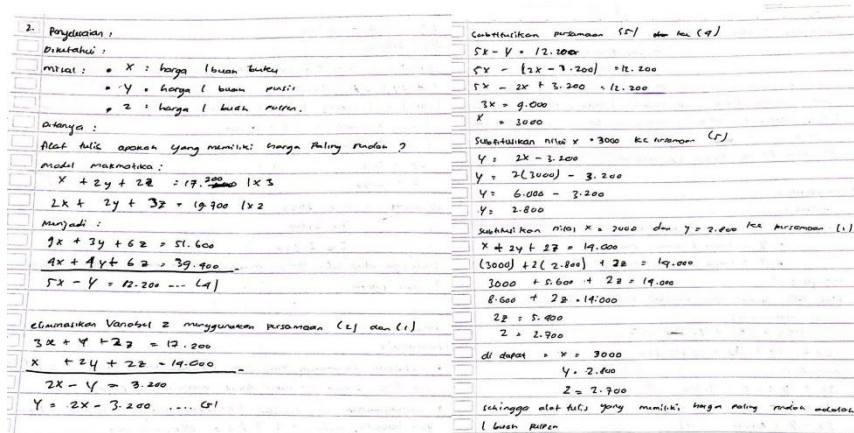 2. Penyelesaian :
Diketahui :
misal : • x : harga 1 buah buku
• y : harga 1 buah pensil
• z : harga 1 buah pulpen.
Ditanya :
Alat tulis apakah yang memiliki harga paling rendah ?
model matematika :
x + 2y + 2z = 17.200 | x 3
2x + 2y + 3z = 19.700 | x 2
menjadi :
9x + 3y + 6z = 51.600
4x + 4y + 6z = 39.400 -
5x - y = 12.200 ... (4)
eliminasikan Variabel z menggunakan persamaan (2) dan (1)
3x + y + 2z = 17.200
x + 2y + 2z = 14.000 -
2x - y = 3.200
y = 2x - 3.200 .... (5)
Substitusikan persamaan (5) ke (4)
5x - y = 12.200
5x - (2x - 3.200) = 12.200
5x - 2x + 3.200 = 12.200
3x = 9.000
x = 3000
Substitusikan nilai x = 3000 ke persamaan (5)
y = 2x - 3.200
y = 2(3000) - 3.200
y = 6.000 - 3.200
y = 2.800
Substitusikan nilai x = 3000 dan y = 2.800 ke persamaan (1)
x + 2y + 2z = 14.000
(3000) + 2(2.800) + 2z = 14.000
3000 + 5.600 + 2z = 14.000
8.600 + 2z = 14.000
2z = 5.400
z = 2.700
di dapat = x = 3000
y = 2.800
z = 2.700
sehingga alat tulis yang memiliki harga paling rendah adalah
1 buah pulpen